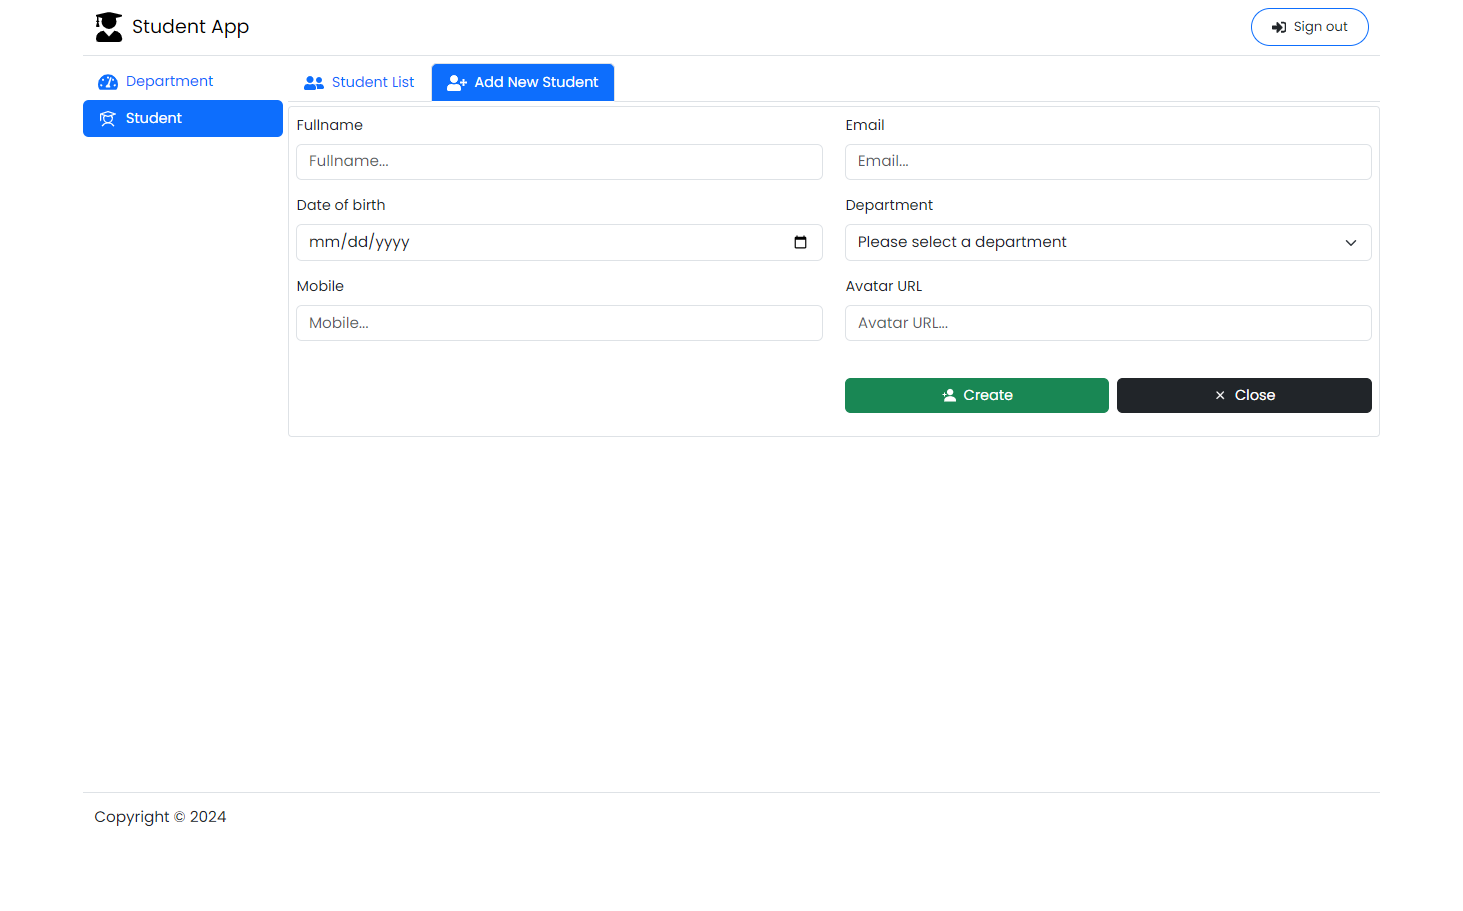 Student App
Sign out
Department
Student
Student List
Add New Student
Fullname
Email
Fullname...
Email...
Date of birth
Department
mm/dd/yyyy
Please select a department
Mobile
Avatar URL
Mobile...
Avatar URL...
Create
Close
Copyright © 2024